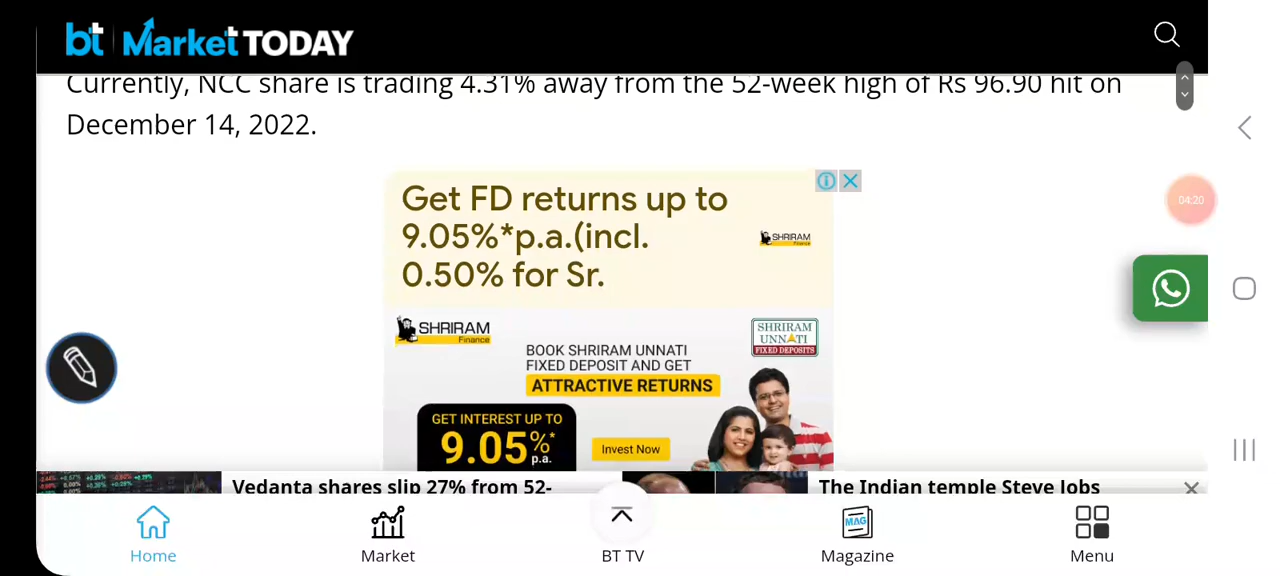 bt Market TODAY
Currently, NCC share is trading 4.31% away from the 52-week high of Rs 96.90 hit on
December 14, 2022.
04:20
Get FD returns up to
9.05%*p.a.(incl.
0.50% for Sr.
SHRIRAM
Finance
SHRIRAM
Finance
BOOK SHRIRAM UNNATI
FIXED DEPOSIT AND GET
ATTRACTIVE RETURNS
SHRIRAM
UNNATI
FIXED DEPOSITS
GET INTEREST UP TO
9.05%*
p.a.
Invest Now
Vedanta shares slip 27% from 52-
The Indian temple Steve Jobs
Home
Market
BT TV
MAG
Magazine
Menu